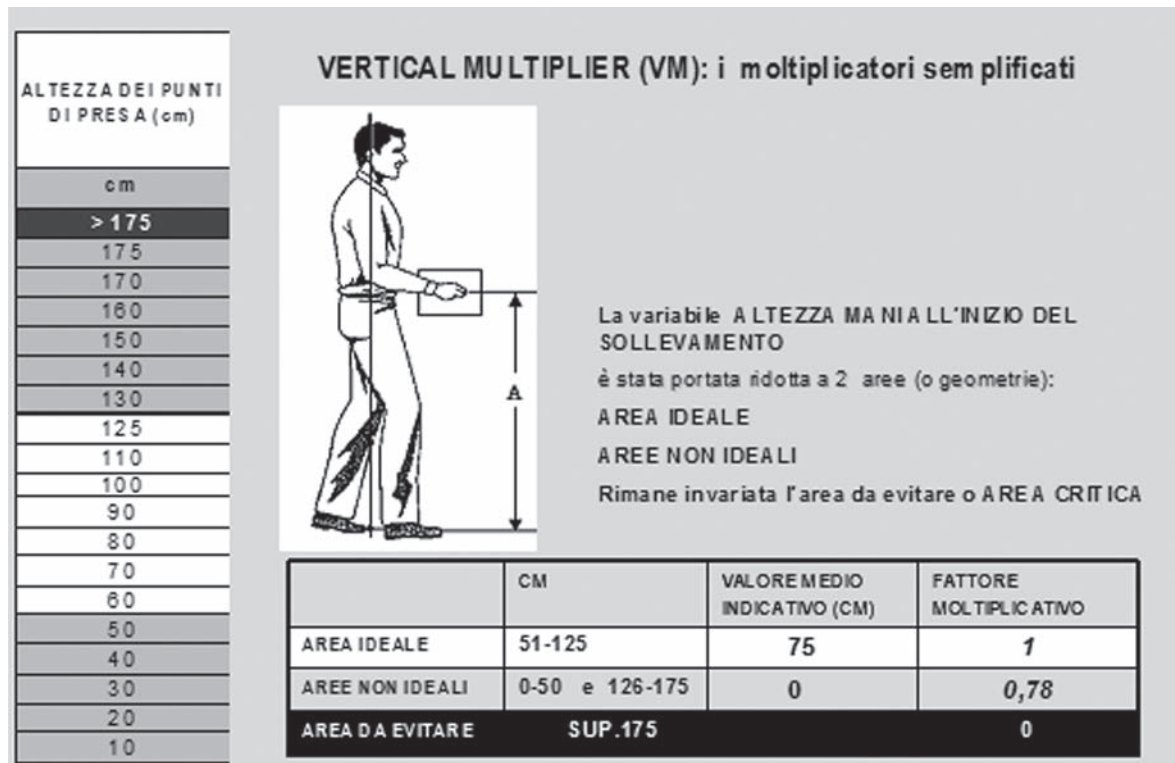 ALTEZZA DEI PUNTI
DI PRESA (cm)
cm
> 175
175
170
160
150
140
130
125
110
100
90
80
70
60
50
40
30
20
10
VERTICAL MULTIPLIER (VM): i moltiplicatori semplificati
A
La variabile ALTEZZA MANI ALL'INIZIO DEL
SOLLEVAMENTO
è stata portata ridotta a 2 aree (o geometrie):
AREA IDEALE
AREE NON IDEALI
Rimane invariata l'area da evitare o AREA CRITICA
CM VALORE MEDIO INDICATIVO (CM) FATTORE MOLTIPLICATIVO
AREA IDEALE 51-125 75 1
AREE NON IDEALI 0-50 e 126-175 0 0,78
AREA DA EVITARE SUP.175 0